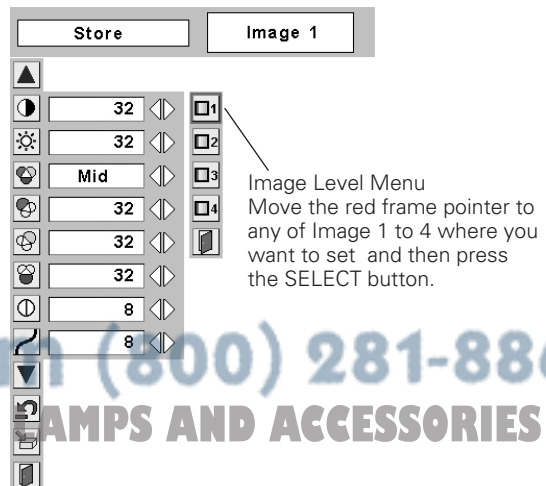 Store Image 1
32 1
32 2
Mid 3
32 4
32
32
8
8
Image Level Menu
Move the red frame pointer to
any of Image 1 to 4 where you
want to set and then press
the SELECT button.
(800) 281-88
AMPS AND ACCESSORIES